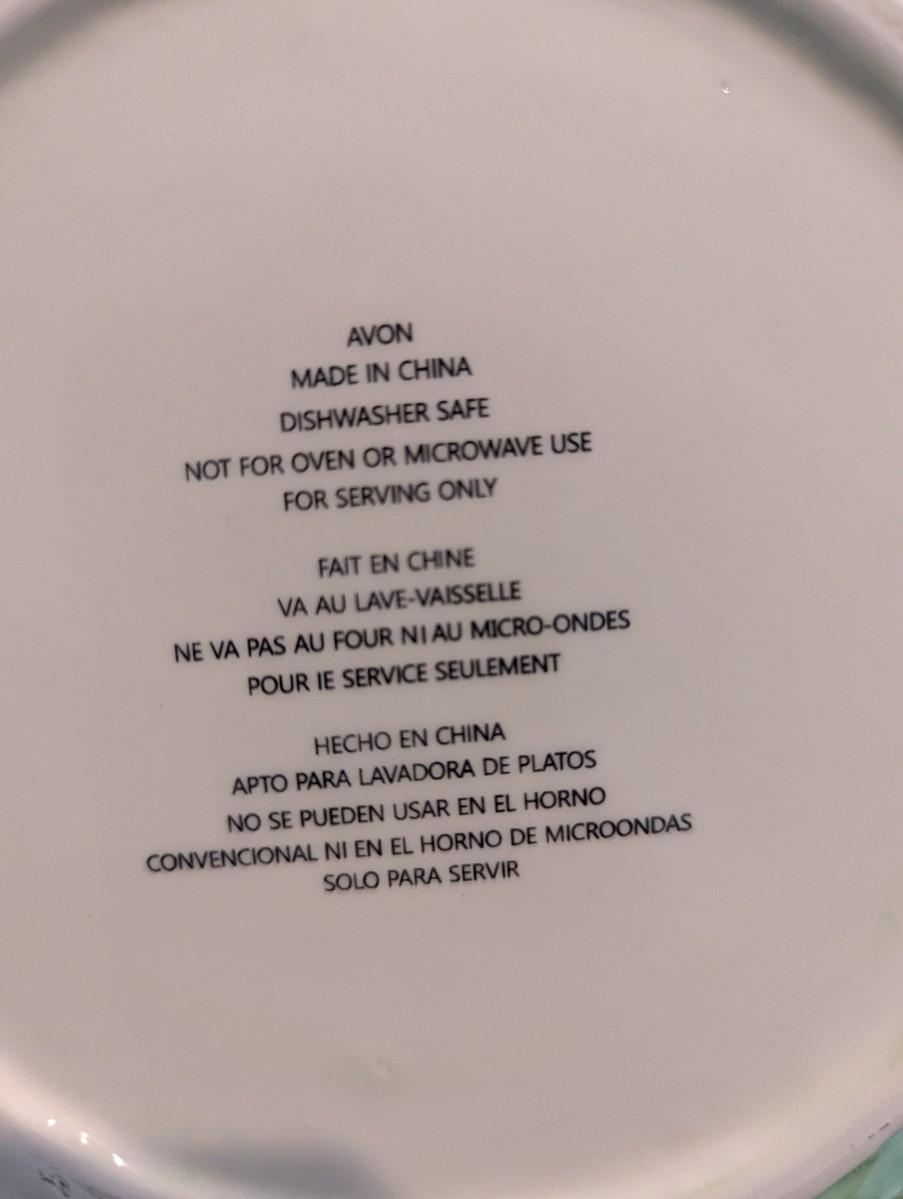 AVON
MADE IN CHINA
DISHWASHER SAFE
NOT FOR OVEN OR MICROWAVE USE
FOR SERVING ONLY
FAIT EN CHINE
VA AU LAVE-VAISSELLE
NE VA PAS AU FOUR NI AU MICRO-ONDES
POUR IE SERVICE SEULEMENT
HECHO EN CHINA
APTO PARA LAVADORA DE PLATOS
NO SE PUEDEN USAR EN EL HORNO
CONVENCIONAL NI EN EL HORNO DE MICROONDAS
SOLO PARA SERVIR